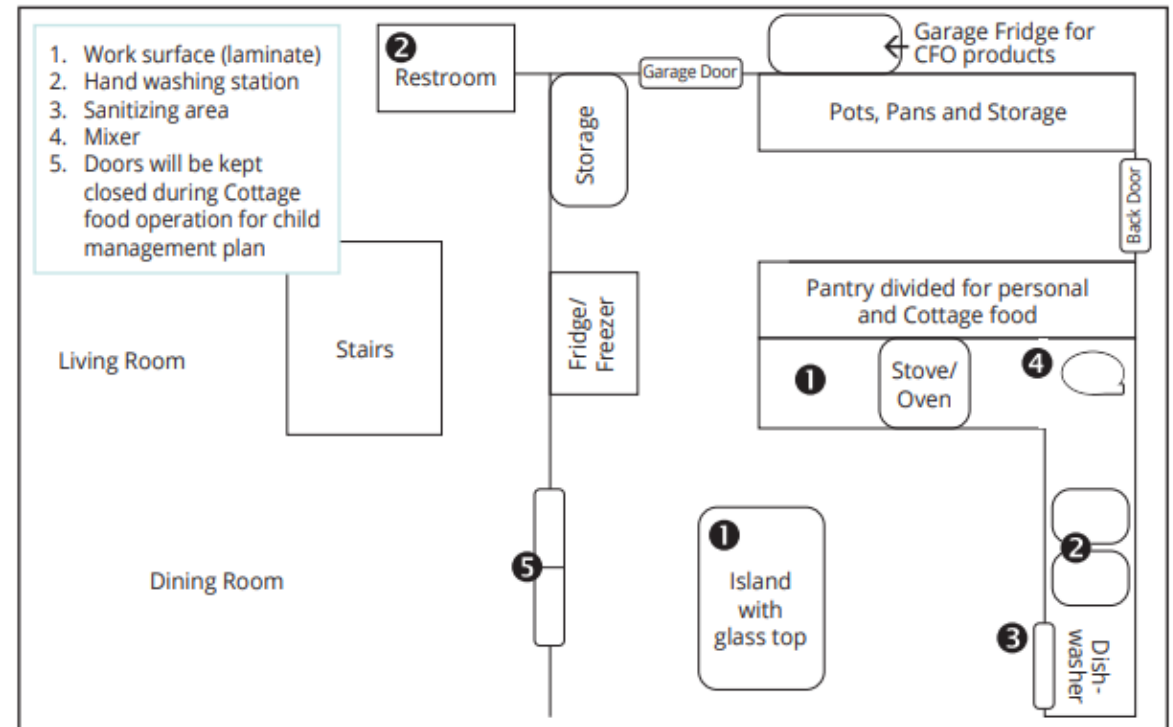 1. Work surface (laminate)
2. Hand washing station
3. Sanitizing area
4. Mixer
5. Doors will be kept
closed during Cottage
food operation for child
management plan
2
Restroom
Garage Door
Garage Fridge for
CFO products
Storage
Pots, Pans and Storage
Back Door
Living Room
Stairs
Fridge/
Freezer
Pantry divided for personal
and Cottage food
1
Stove/
Oven
4
Dining Room
5
1
Island
with
glass top
2
3
Dish-
washer